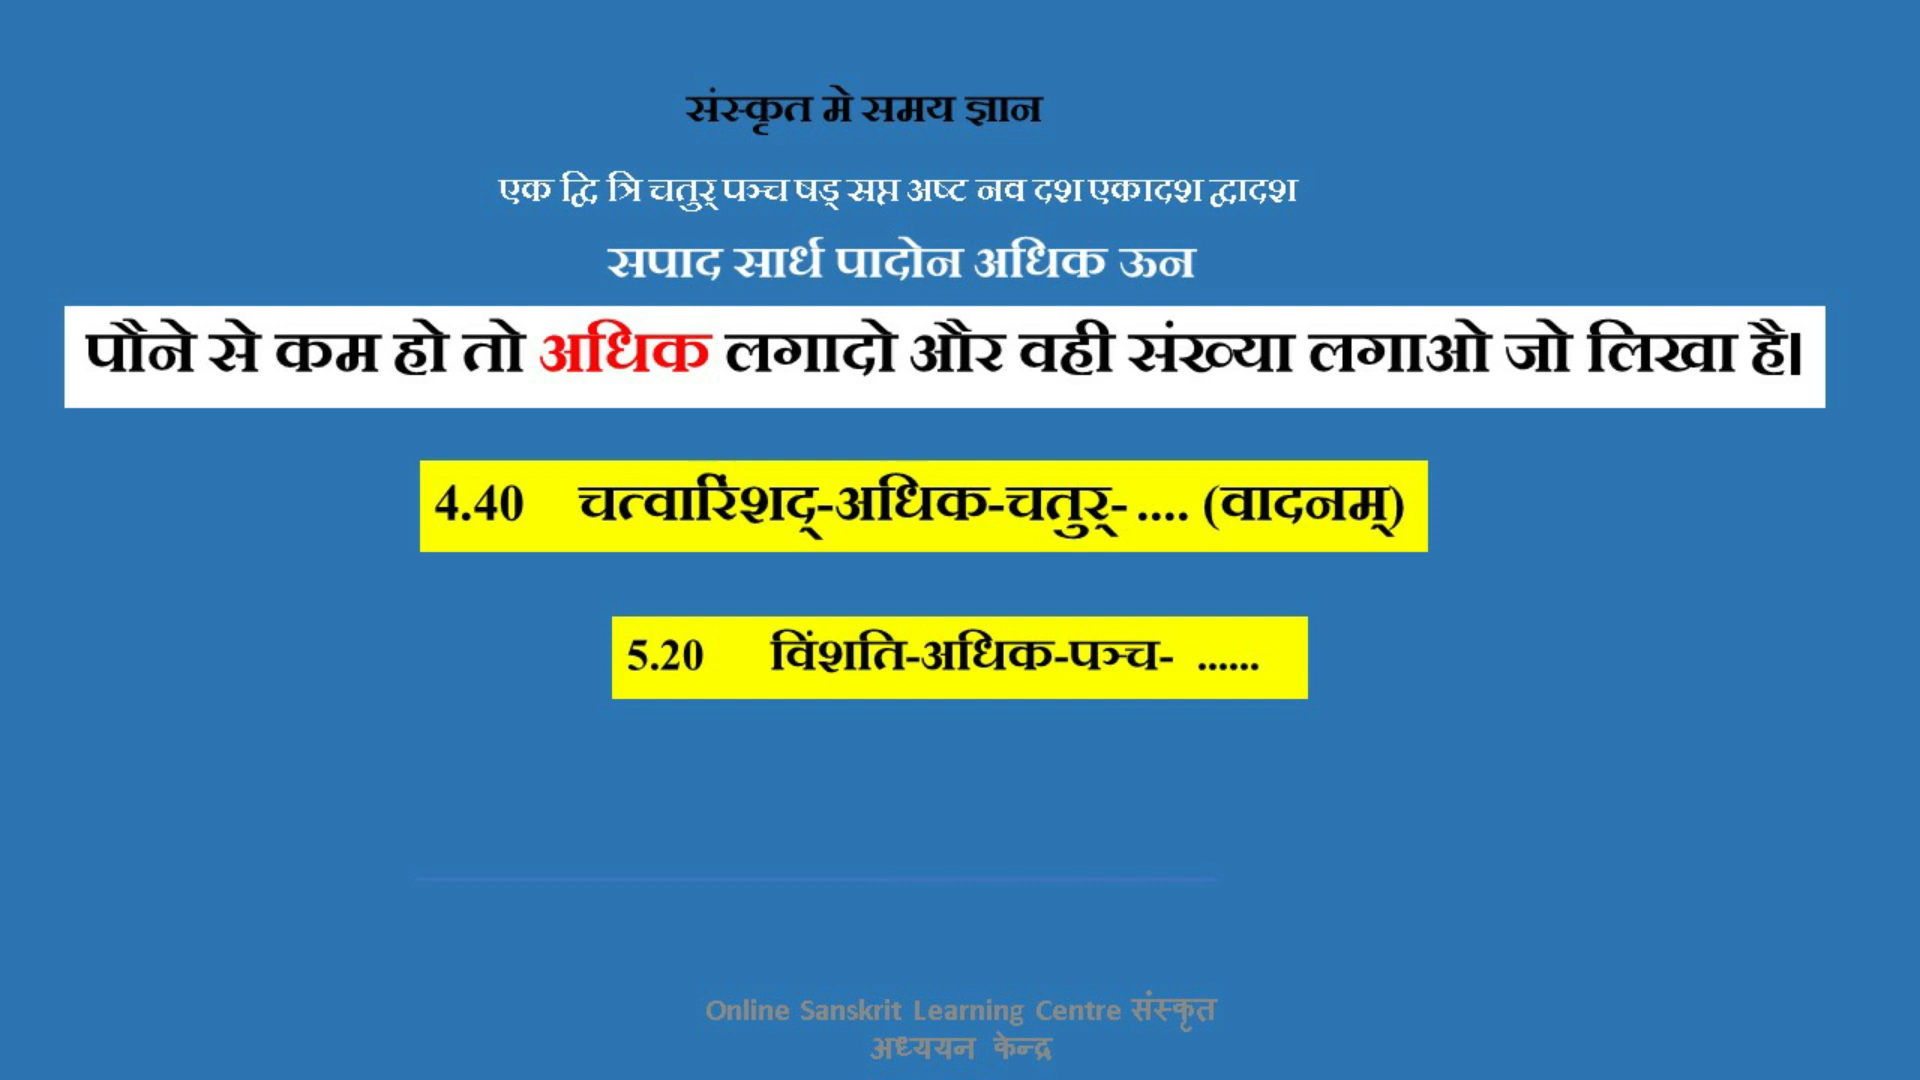 संस्कृत मे समय ज्ञान
एक द्वि त्रि चतुर् पञ्च षड् सप्त अष्ट नव दश एकादश द्वादश
सपाद सार्ध पादोन अधिक ऊन
पौने से कम हो तो अधिक लगादो और वही संख्या लगाओ जो लिखा है।
4.40 चत्वारिंशद्-अधिक-चतुर्- .... (वादनम्)
5.20 विंशति-अधिक-पञ्च- ......
Online Sanskrit Learning Centre संस्कृत
अध्ययन केन्द्र